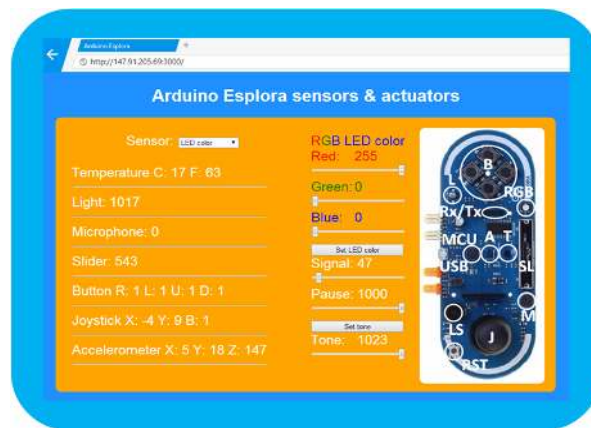 Arduino Esplora
http://147.91.205.69:3000/
Arduino Esplora sensors & actuators
Sensor: LED color
Temperature C: 17 F: 63
Light: 1017
Microphone: 0
Slider: 543
Button R: 1 L: 1 U: 1 D: 1
Joystick X: -4 Y: 9 B: 1
Accelerometer X: 5 Y: 18 Z: 147
RGB LED color
Red: 255
Green: 0
Blue: 0
Set LED color
Signal: 47
Pause: 1000
Set tone
Tone: 1023
B
L
RGB
Rx/Tx
MCU A T
USB
SL
M
LS
J
RST